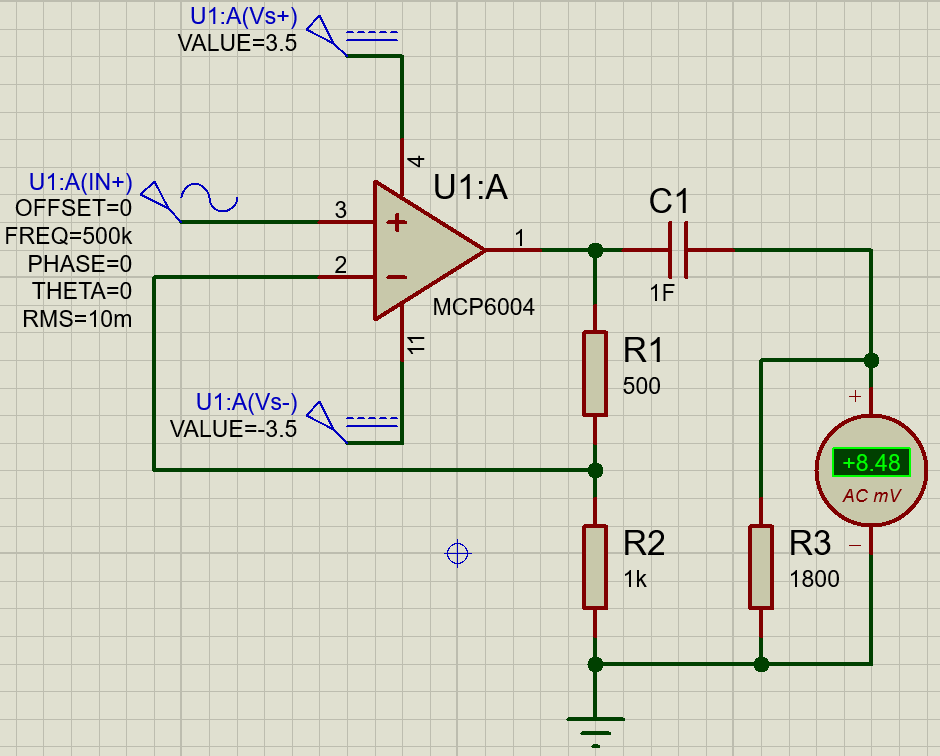 U1:A(Vs+)
VALUE=3.5
4
U1:A
U1:A(IN+)
OFFSET=0
FREQ=500k
PHASE=0
THETA=0
RMS=10m
3
+
2
−
1
MCP6004
11
C1
1F
R1
500
U1:A(Vs-)
VALUE=-3.5
+
+8.48
AC mV
−
R2
1k
R3
1800